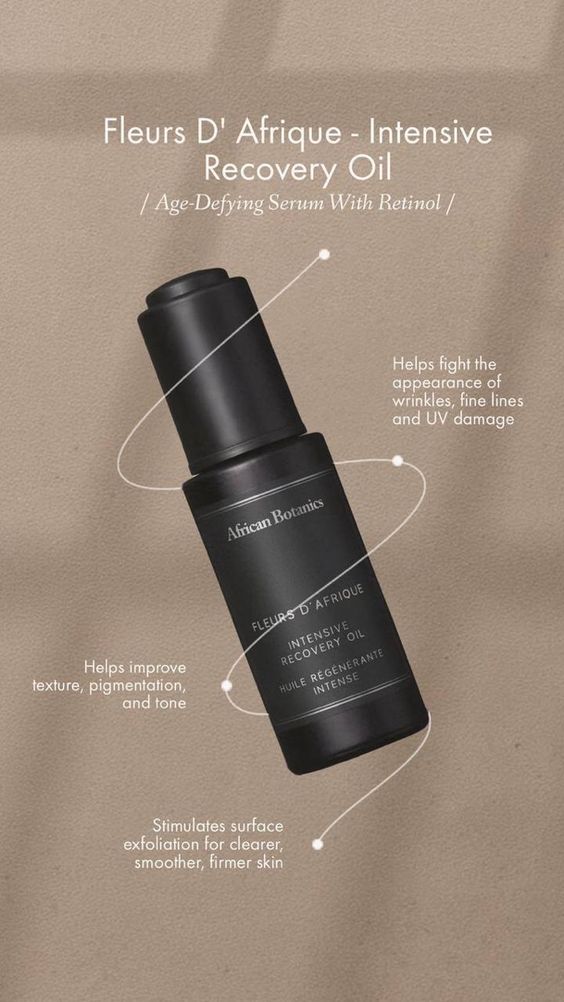 Fleurs D' Afrique - Intensive
Recovery Oil
/ Age-Defying Serum With Retinol /
Helps fight the
appearance of
wrinkles, fine lines
and UV damage
African Botanics
FLEURS D'AFRIQUE
INTENSIVE
RECOVERY OIL
HUILE RÉGÉNÉRANTE
INTENSE
Helps improve
texture, pigmentation,
and tone
Stimulates surface
exfoliation for clearer,
smoother, firmer skin